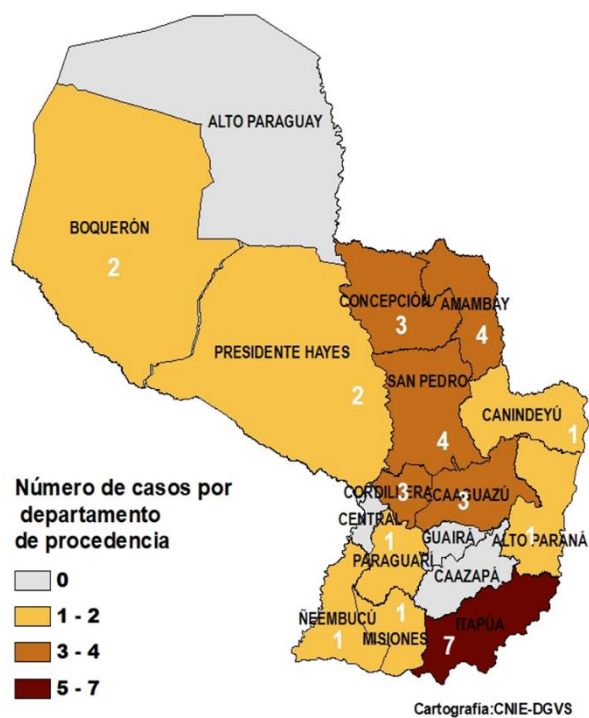 ALTO PARAGUAY
BOQUERÓN
2
CONCEPCIÓN
3
AMAMBAY
4
PRESIDENTE HAYES
2
SAN PEDRO
4
CANINDEYÚ
1
CORDILLERA
3
CAAGUAZÚ
3
CENTRAL
GUAIRÁ
ALTO PARANÁ
1
PARAGUARÍ
1
CAAZAPÁ
ÑEEMBUCÚ
1
MISIONES
1
ITAPÚA
7
Número de casos por
departamento
de procedencia
0
1 - 2
3 - 4
5 - 7
Cartografía:CNIE-DGVS